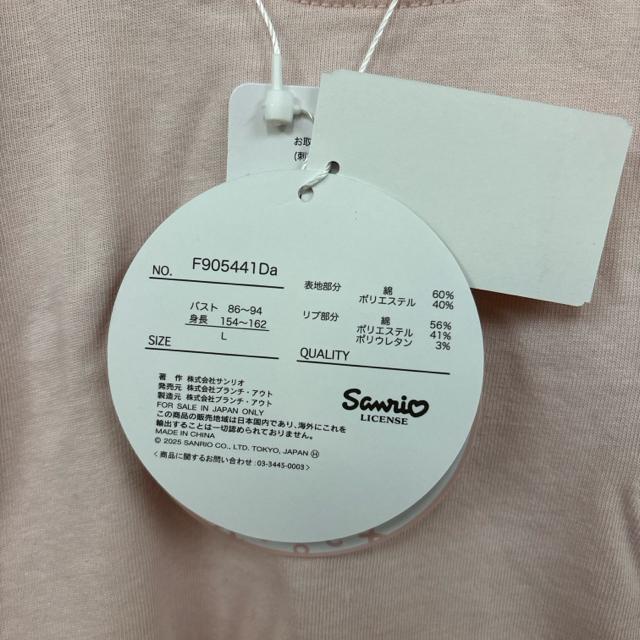 お取
NO. F905441Da
バスト 86～94
身長 154～162
SIZE L
表地部分 綿 60%
ポリエステル 40%
リブ部分 綿 56%
ポリエステル 41%
ポリウレタン 3%
QUALITY
著 作 株式会社サンリオ
発売元 株式会社ブランチ・アウト
製造元 株式会社ブランチ・アウト
FOR SALE IN JAPAN ONLY
この商品の販売地域は日本国内であり、海外にこれを
輸出することは一切認められておりません。
MADE IN CHINA
© 2025 SANRIO CO., LTD. TOKYO, JAPAN Ⓗ
〈商品に関するお問い合わせ:03-3445-0003〉
Sanrio
LICENSE